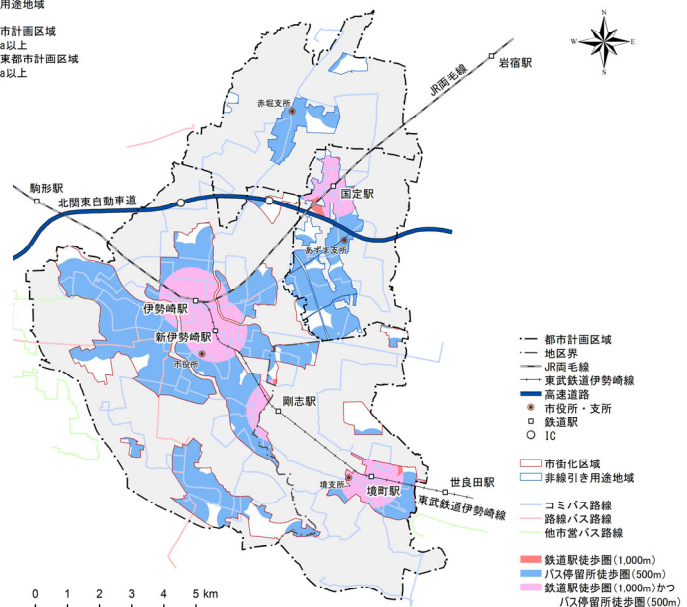 用途地域
市計画区域
a以上
東都市計画区域
a以上
N
W
E
S
岩宿駅
JR両毛線
赤堀支所
国定駅
駒形駅
北関東自動車道
あずま支所
伊勢崎駅
新伊勢崎駅
市役所
剛志駅
境支所
境町駅
世良田駅
東武鉄道伊勢崎線
都市計画区域
地区界
JR両毛線
東武鉄道伊勢崎線
高速道路
市役所・支所
鉄道駅
IC
市街化区域
非線引き用途地域
コミバス路線
路線バス路線
他市営バス路線
鉄道駅徒歩圏(1,000m)
バス停留所徒歩圏(500m)
鉄道駅徒歩圏(1,000m)かつ
バス停留所徒歩圏(500m)
0 1 2 3 4 5 km